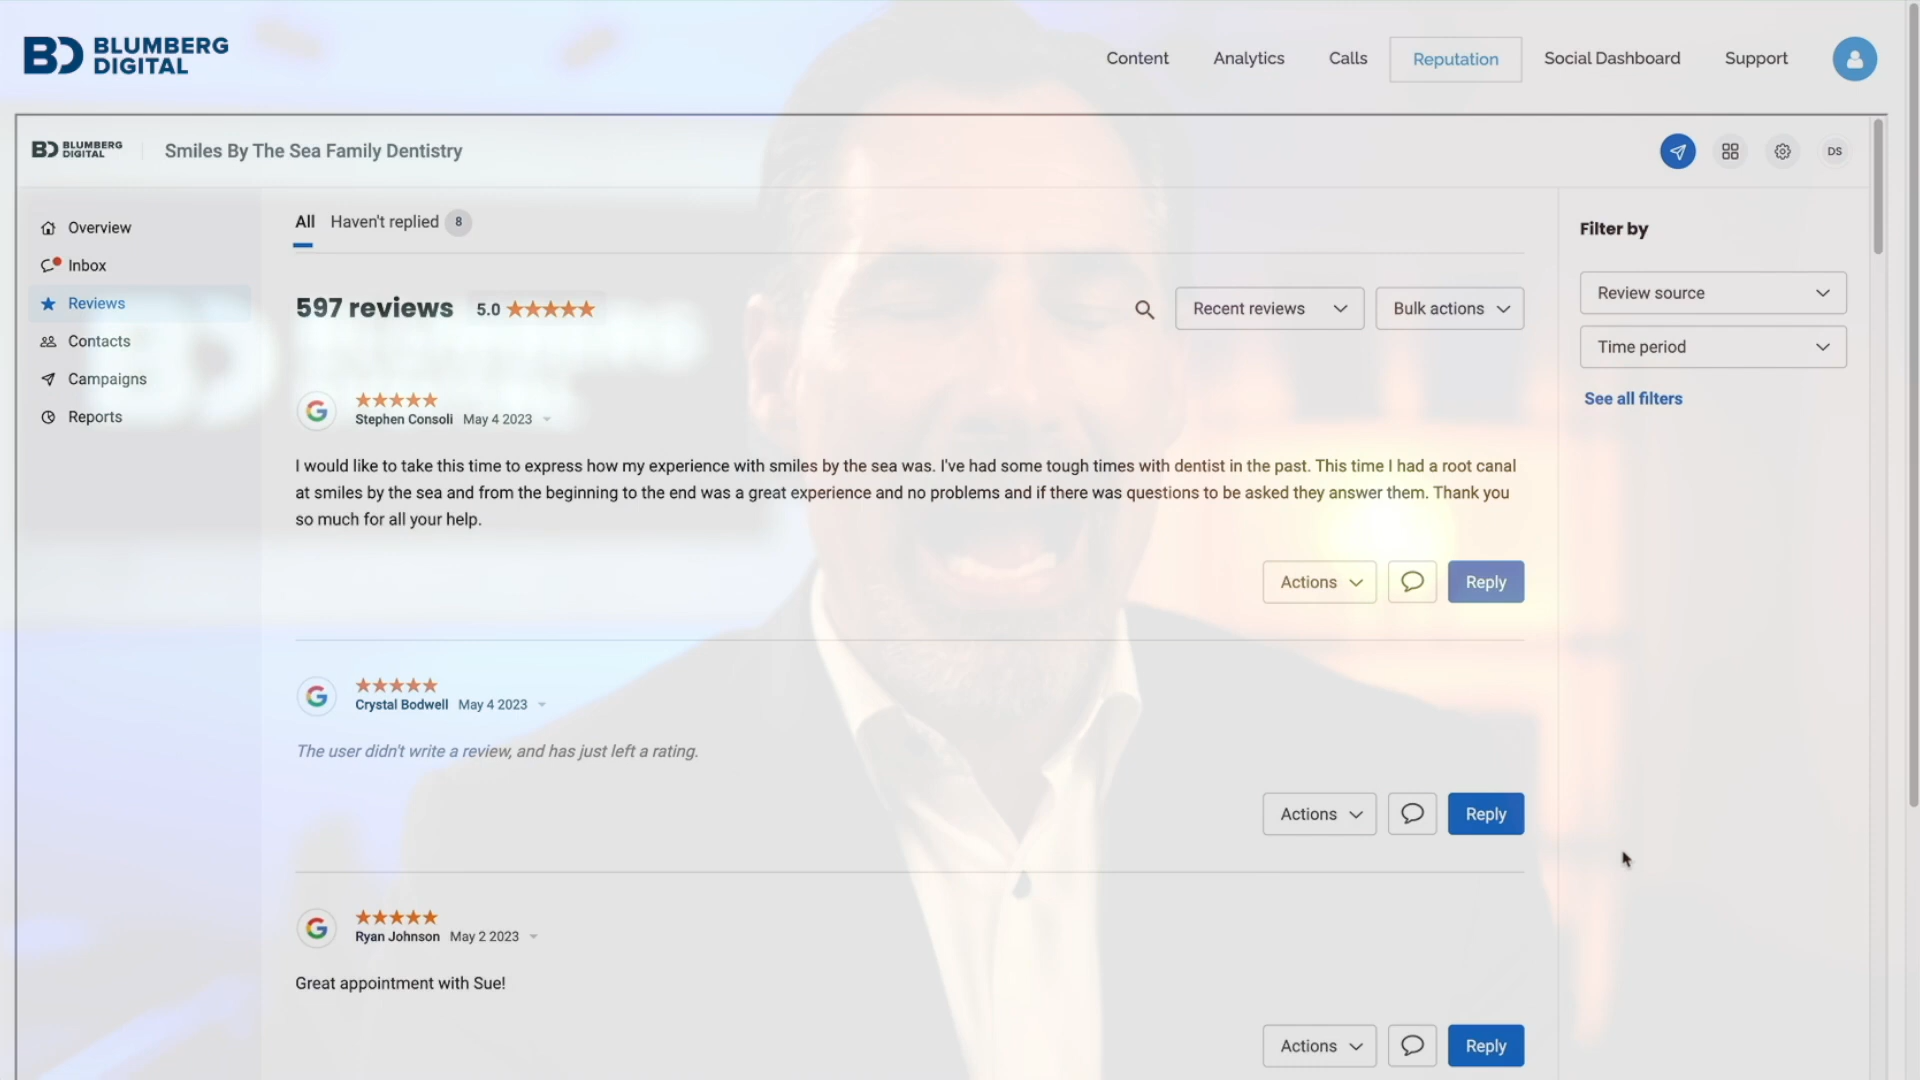 BLUMBERG
DIGITAL
Content
Analytics
Calls
Reputation
Social Dashboard
Support
BLUMBERG
DIGITAL
Smiles By The Sea Family Dentistry
DS
Overview
Inbox
Reviews
Contacts
Campaigns
Reports
All
Haven't replied 8
597 reviews 5.0
Recent reviews
Bulk actions
Stephen Consoli May 4 2023
I would like to take this time to express how my experience with smiles by the sea was. I've had some tough times with dentist in the past. This time I had a root canal
at smiles by the sea and from the beginning to the end was a great experience and no problems and if there was questions to be asked they answer them. Thank you
so much for all your help.
Actions
Reply
Crystal Bodwell May 4 2023
The user didn't write a review, and has just left a rating.
Actions
Reply
Ryan Johnson May 2 2023
Great appointment with Sue!
Actions
Reply
Filter by
Review source
Time period
See all filters